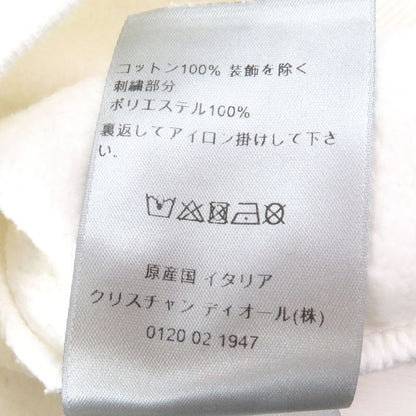 コットン100% 装飾を除く
刺繍部分
ポリエステル100%
裏返してアイロン掛けして下さ
い.
原産国 イタリア
クリスチャン ディオール(株)
0120 02 1947